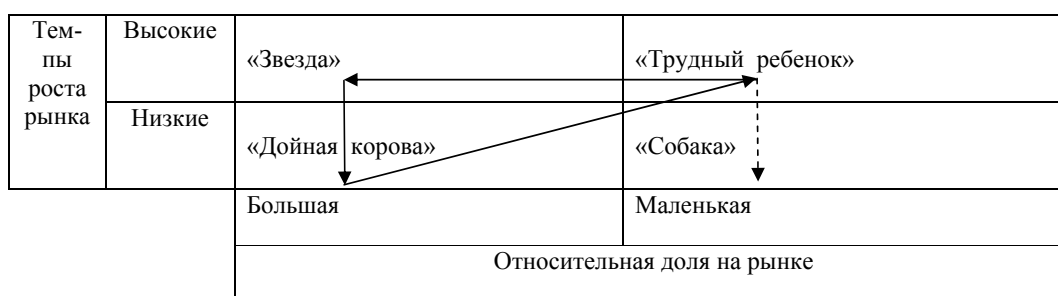 Тем-
пы
роста
рынка
Высокие
«Звезда»
«Трудный ребенок»
Низкие
«Дойная корова»
«Собака»
Большая
Маленькая
Относительная доля на рынке